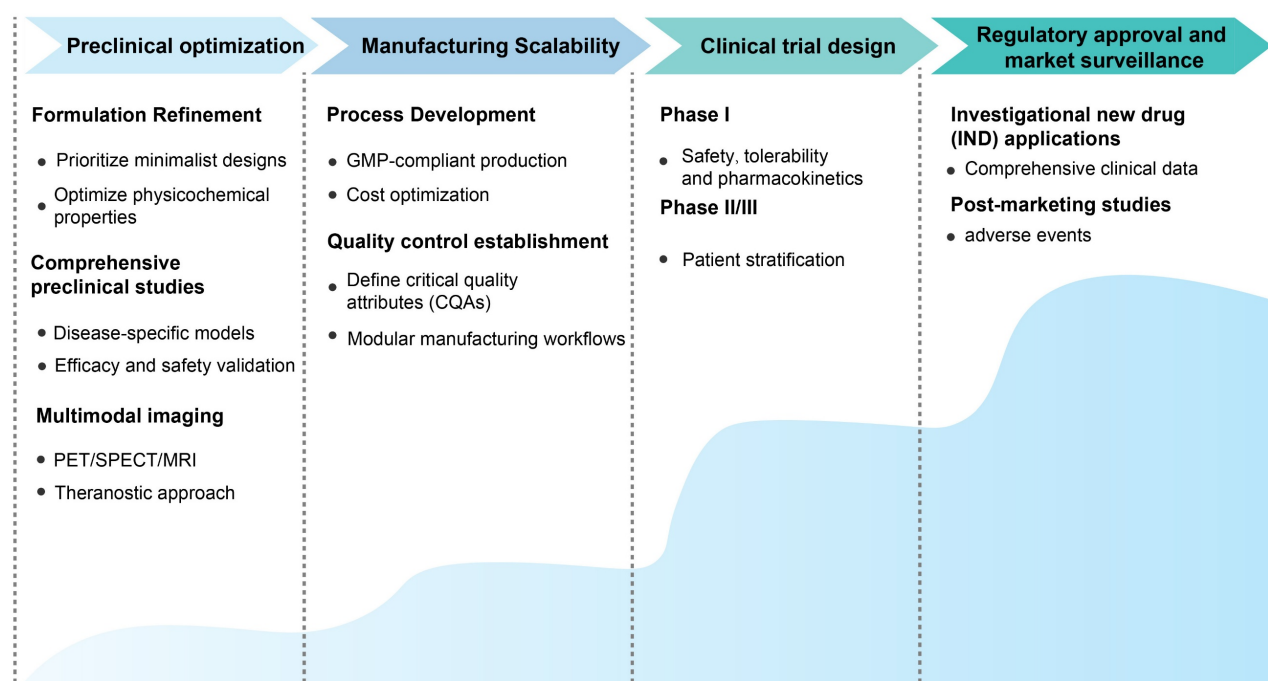 Preclinical optimization
Manufacturing Scalability
Clinical trial design
Regulatory approval and
market surveillance
Formulation Refinement
Prioritize minimalist designs
Optimize physicochemical
properties
Comprehensive
preclinical studies
Disease-specific models
Efficacy and safety validation
Multimodal imaging
PET/SPECT/MRI
Theranostic approach
Process Development
GMP-compliant production
Cost optimization
Quality control establishment
Define critical quality
attributes (CQAs)
Modular manufacturing workflows
Phase I
Safety, tolerability
and pharmacokinetics
Phase II/III
Patient stratification
Investigational new drug
(IND) applications
Comprehensive clinical data
Post-marketing studies
adverse events